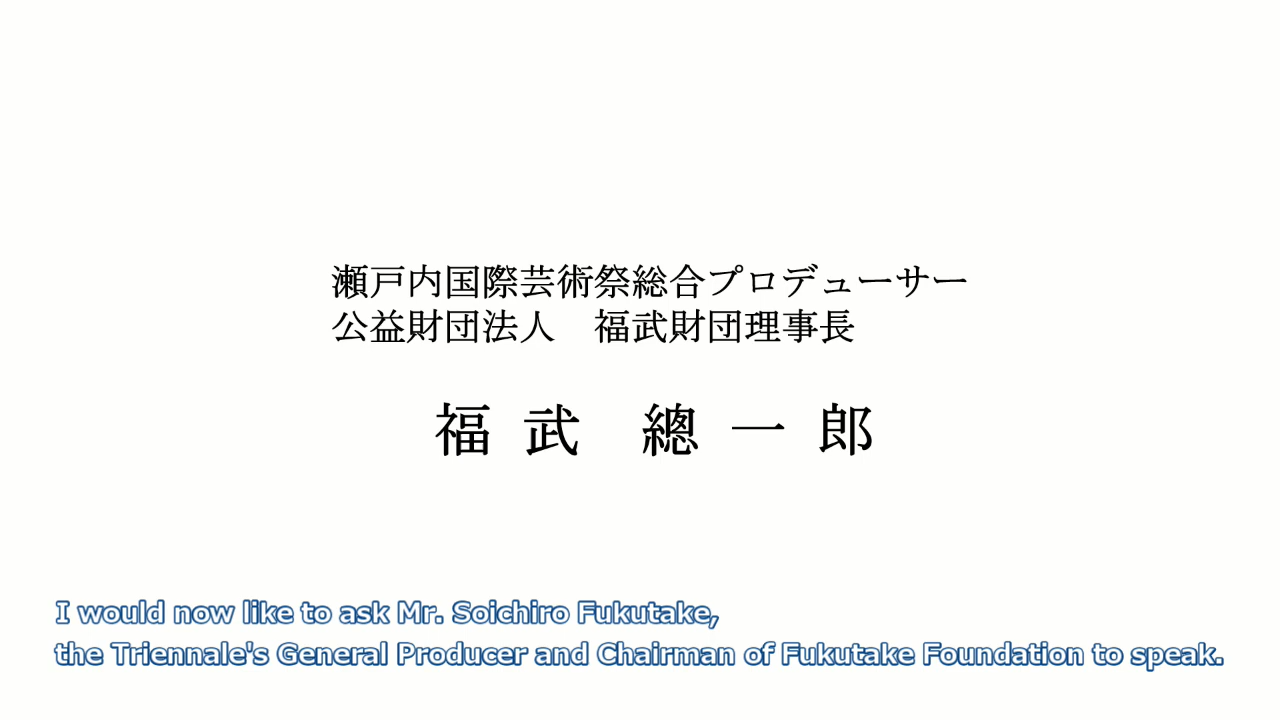 瀬戸内国際芸術祭総合プロデューサー
公益財団法人　福武財団理事長
福 武　總 一 郎
I would now like to ask Mr. Soichiro Fukutake,
the Triennale's General Producer and Chairman of Fukutake Foundation to speak.